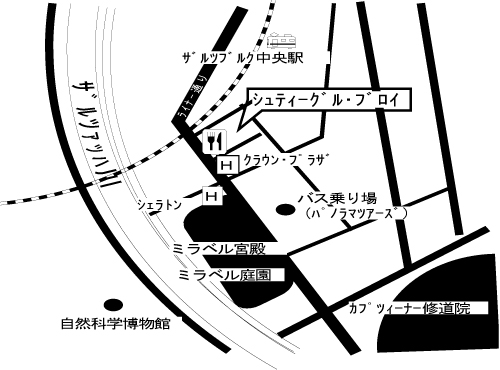 ｻﾞﾙﾂﾌﾞﾙｸ中央駅
ﾗｲﾅｰ通り
ザルツァッハ川
シュティーグル・ブロイ
H
クラウン・プラザ
シェラトン
H
バス乗り場
(ﾊﾟﾉﾗﾏﾂｱｰｽﾞ)
ミラベル宮殿
ミラベル庭園
ｶﾌﾟﾂｨｰﾅｰ修道院
自然科学博物館